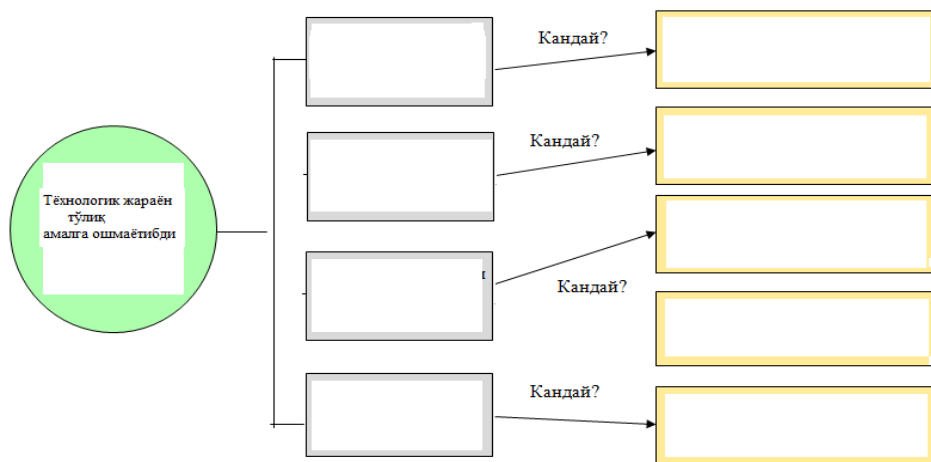 Кандай?
Кандай?
Тёхнологик жараён
тўлиқ
амалга ошмаётибди
Кандай?
Кандай?